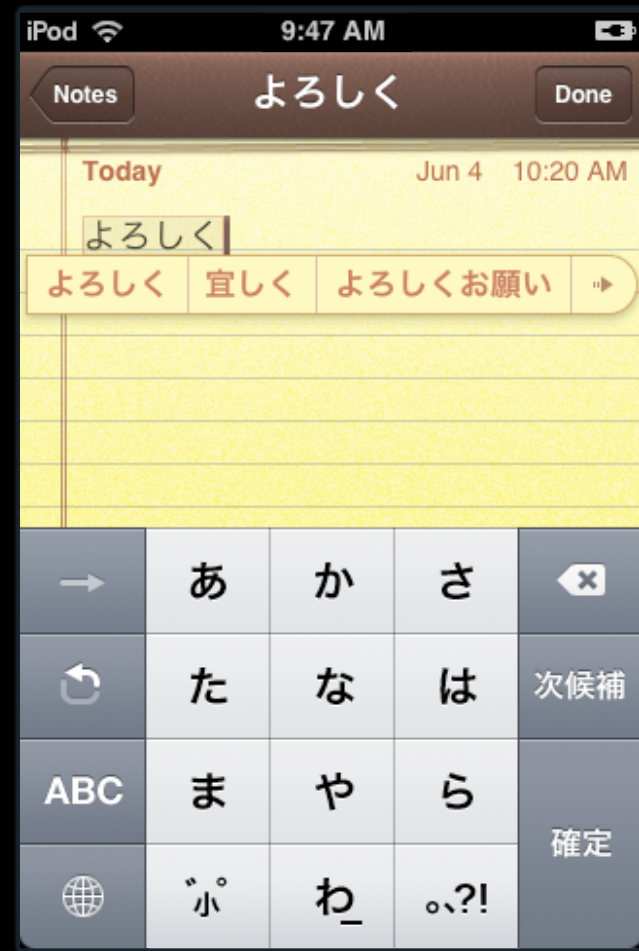 iPod 9:47 AM
Notes よろしく Done
Today Jun 4 10:20 AM
よろしく
よろしく 宜しく よろしくお願い
→ あ か さ
た な は 次候補
ABC ま や ら 確定
゛゜小 わ_ 。、?!